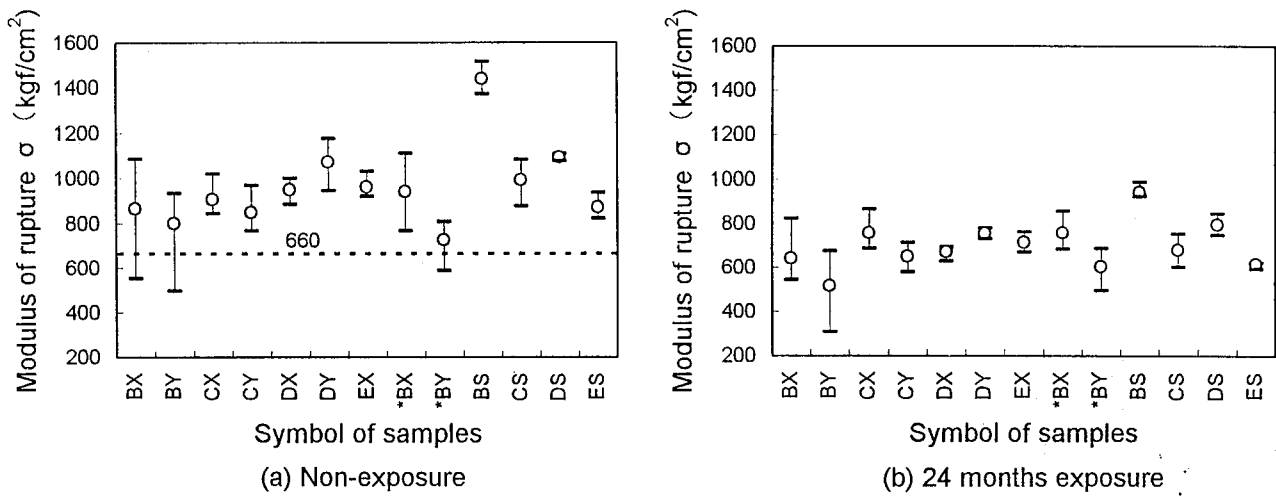 Modulus of rupture σ (kgf/cm²)
1600
1400
1200
1000
800
600
400
200
660
BX
BY
CX
CY
DX
DY
EX
*BX
*BY
BS
CS
DS
ES
Symbol of samples
(a) Non-exposure
Modulus of rupture σ (kgf/cm²)
1600
1400
1200
1000
800
600
400
200
BX
BY
CX
CY
DX
DY
EX
*BX
*BY
BS
CS
DS
ES
Symbol of samples
(b) 24 months exposure